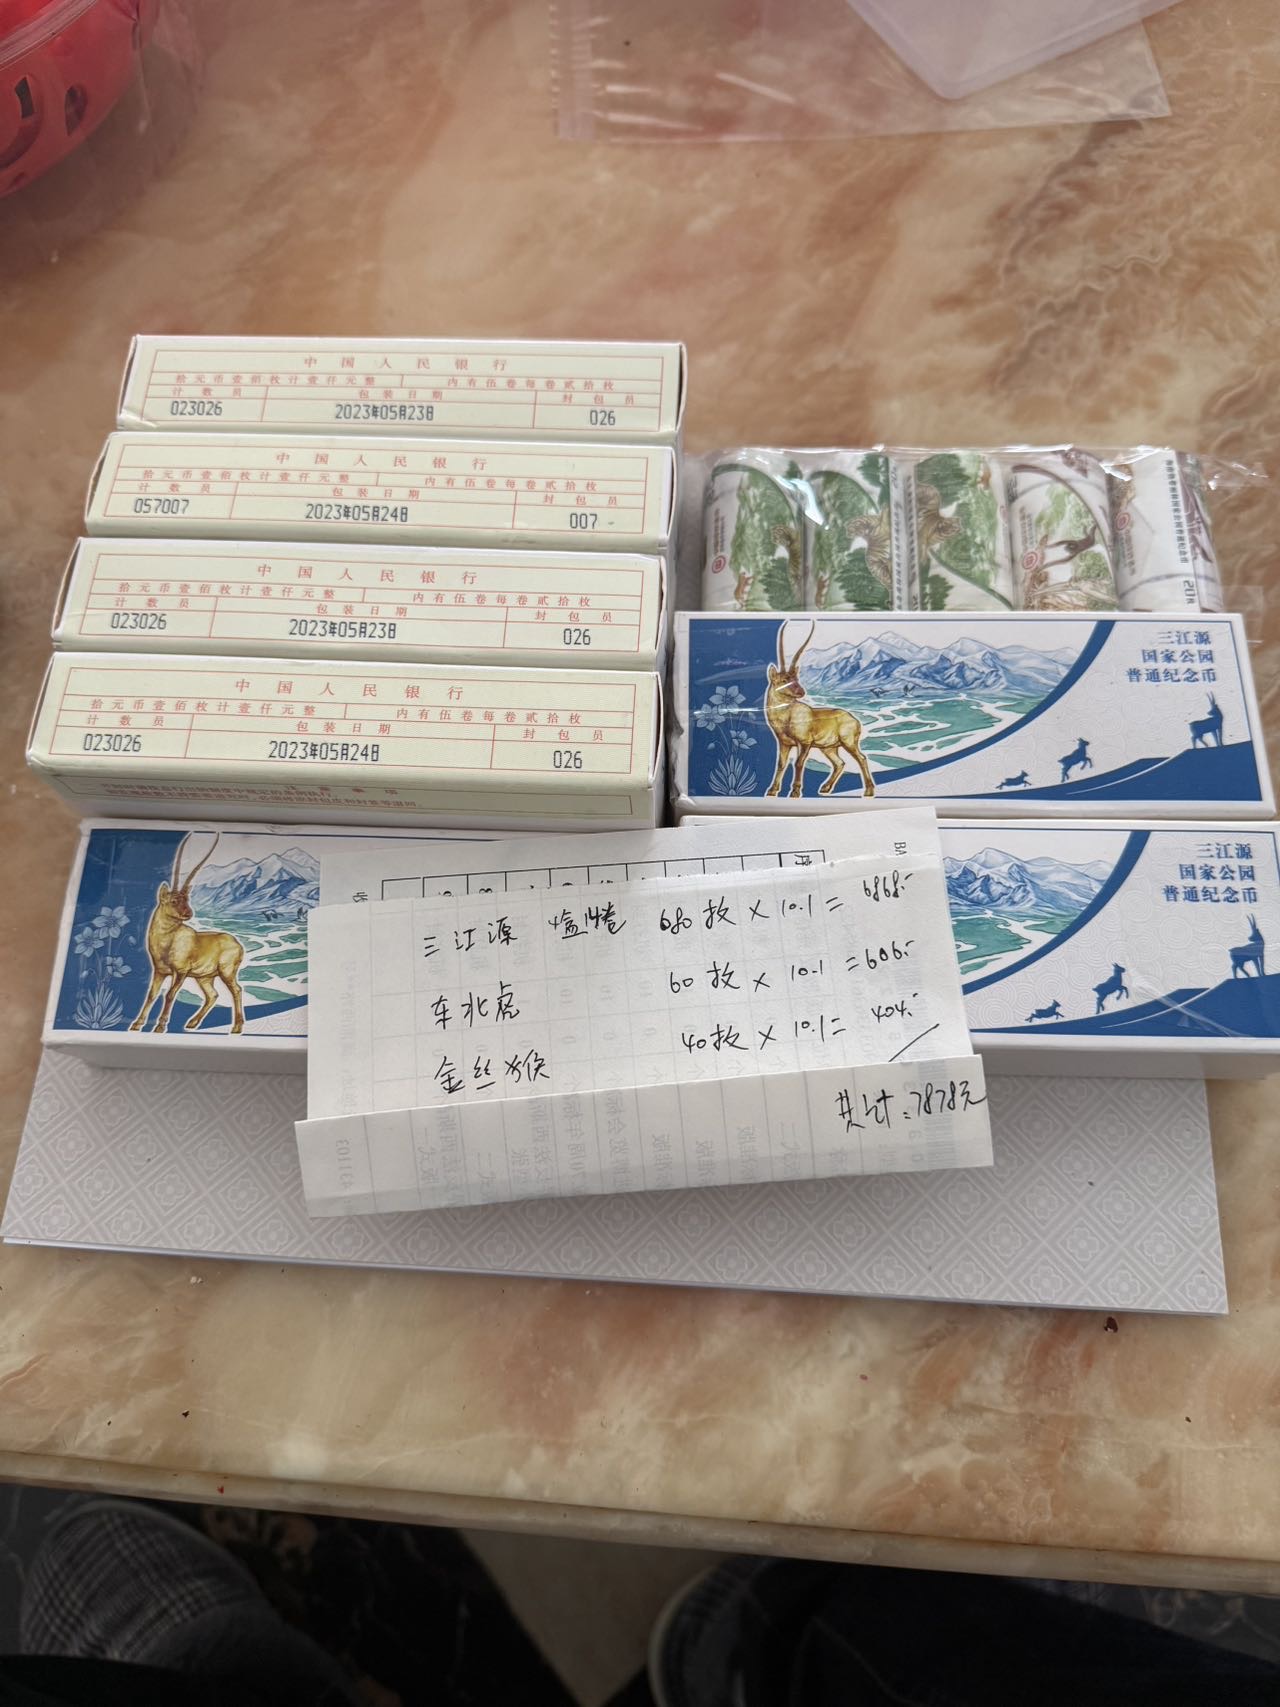 中国人民银行
拾元币壹佰枚计壹仟元整 内有伍卷每卷贰拾枚
计数员 包装日期 封包员
023026 2023年05月23日 026
中国人民银行
拾元币壹佰枚计壹仟元整 内有伍卷每卷贰拾枚
计数员 包装日期 封包员
057007 2023年05月24日 007
中国人民银行
拾元币壹佰枚计壹仟元整 内有伍卷每卷贰拾枚
计数员 包装日期 封包员
023026 2023年05月23日 026
中国人民银行
拾元币壹佰枚计壹仟元整 内有伍卷每卷贰拾枚
计数员 包装日期 封包员
023026 2023年05月24日 026
三江源
国家公园
普通纪念币
三江源
国家公园
普通纪念币
三江源 盒卷 680枚×10.1=6868.-
东北虎 60枚×10.1=606.-
金丝猴 40枚×10.1=404.-
共计:7878元